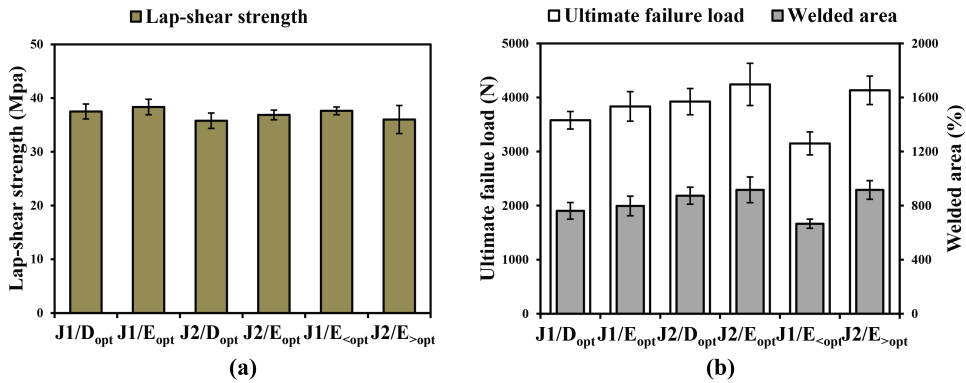 Lap-shear strength
Lap-shear strength (Mpa)
50
40
30
20
10
0
J1/Dopt J1/Eopt J2/Dopt J2/Eopt J1/E<opt J2/E>opt
(a)
Ultimate failure load Welded area
Ultimate failue load (N)
5000
4000
3000
2000
1000
0
2000
1600
1200
800
400
0
Welded area (%)
J1/Dopt J1/Eopt J2/Dopt J2/Eopt J1/E<opt J2/E>opt
(b)